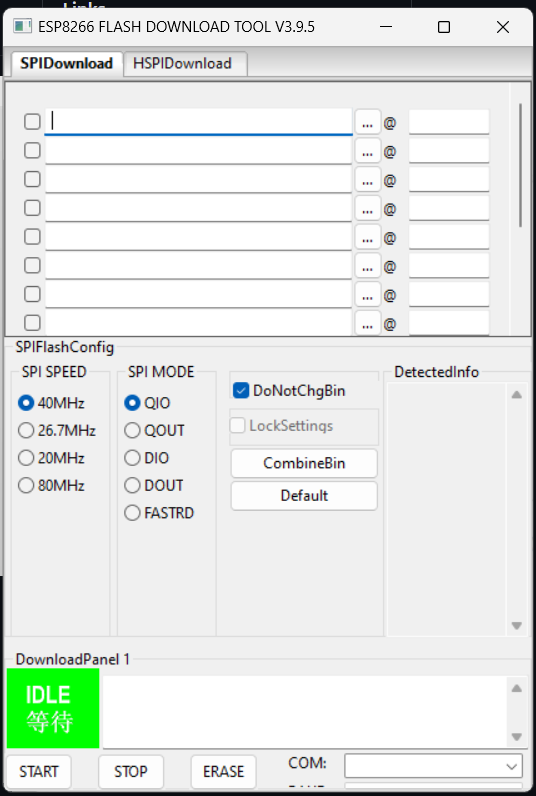 Links
ESP8266 FLASH DOWNLOAD TOOL V3.9.5
SPIDownload HSPIDownload
... @
... @
... @
... @
... @
... @
... @
... @
SPIFlashConfig
SPI SPEED
40MHz
26.7MHz
20MHz
80MHz
SPI MODE
QIO
QOUT
DIO
DOUT
FASTRD
DoNotChgBin
LockSettings
CombineBin
Default
DetectedInfo
DownloadPanel 1
IDLE
等待
START STOP ERASE
COM: